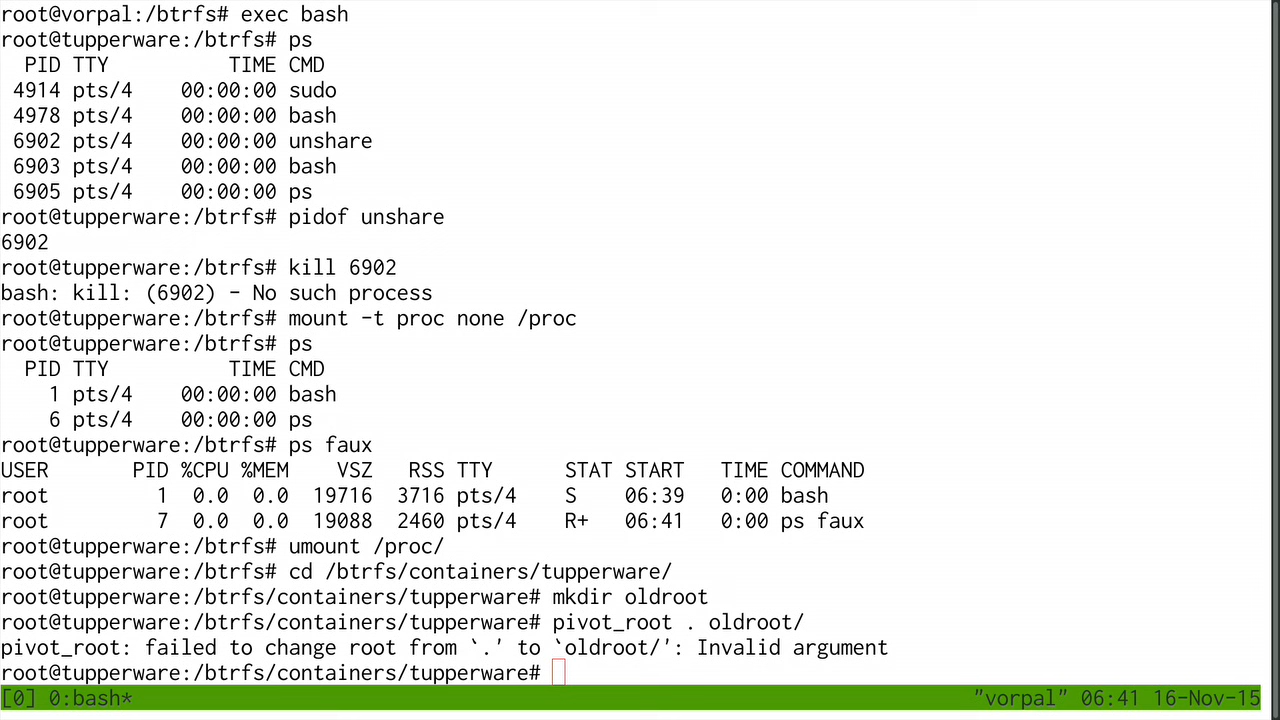 root@vorpal:/btrfs# exec bash
root@tupperware:/btrfs# ps
  PID TTY          TIME CMD
 4914 pts/4    00:00:00 sudo
 4978 pts/4    00:00:00 bash
 6902 pts/4    00:00:00 unshare
 6903 pts/4    00:00:00 bash
 6905 pts/4    00:00:00 ps
root@tupperware:/btrfs# pidof unshare
6902
root@tupperware:/btrfs# kill 6902
bash: kill: (6902) - No such process
root@tupperware:/btrfs# mount -t proc none /proc
root@tupperware:/btrfs# ps
  PID TTY          TIME CMD
    1 pts/4    00:00:00 bash
    6 pts/4    00:00:00 ps
root@tupperware:/btrfs# ps faux
USER       PID %CPU %MEM    VSZ   RSS TTY      STAT START   TIME COMMAND
root         1  0.0  0.0  19716  3716 pts/4    S    06:39   0:00 bash
root         7  0.0  0.0  19088  2460 pts/4    R+   06:41   0:00 ps faux
root@tupperware:/btrfs# umount /proc/
root@tupperware:/btrfs# cd /btrfs/containers/tupperware/
root@tupperware:/btrfs/containers/tupperware# mkdir oldroot
root@tupperware:/btrfs/containers/tupperware# pivot_root . oldroot/
pivot_root: failed to change root from `.' to `oldroot/': Invalid argument
root@tupperware:/btrfs/containers/tupperware#
[0] 0:bash* "vorpal" 06:41 16-Nov-15